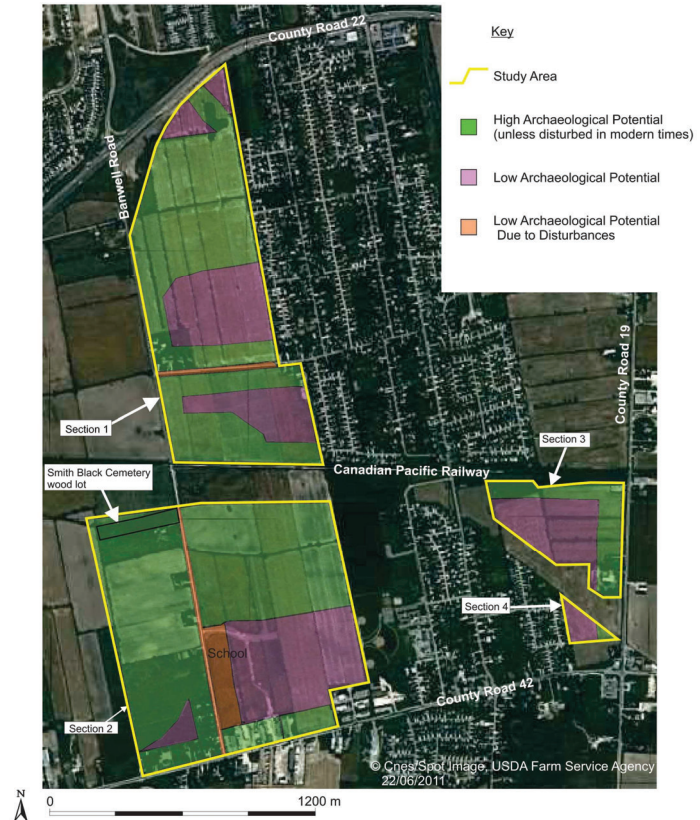 County Road 22
Key
Study Area
High Archaeological Potential
(unless disturbed in modern times)
Low Archaeological Potential
Low Archaeological Potential
Due to Disturbances
Banwell Road
County Road 19
Section 1
Section 3
Canadian Pacific Railway
Smith Black Cemetery
wood lot
Section 4
School
County Road 42
Section 2
© Cnes/Spot Image, USDA Farm Service Agency
22/06/2011
N
0
1200 m